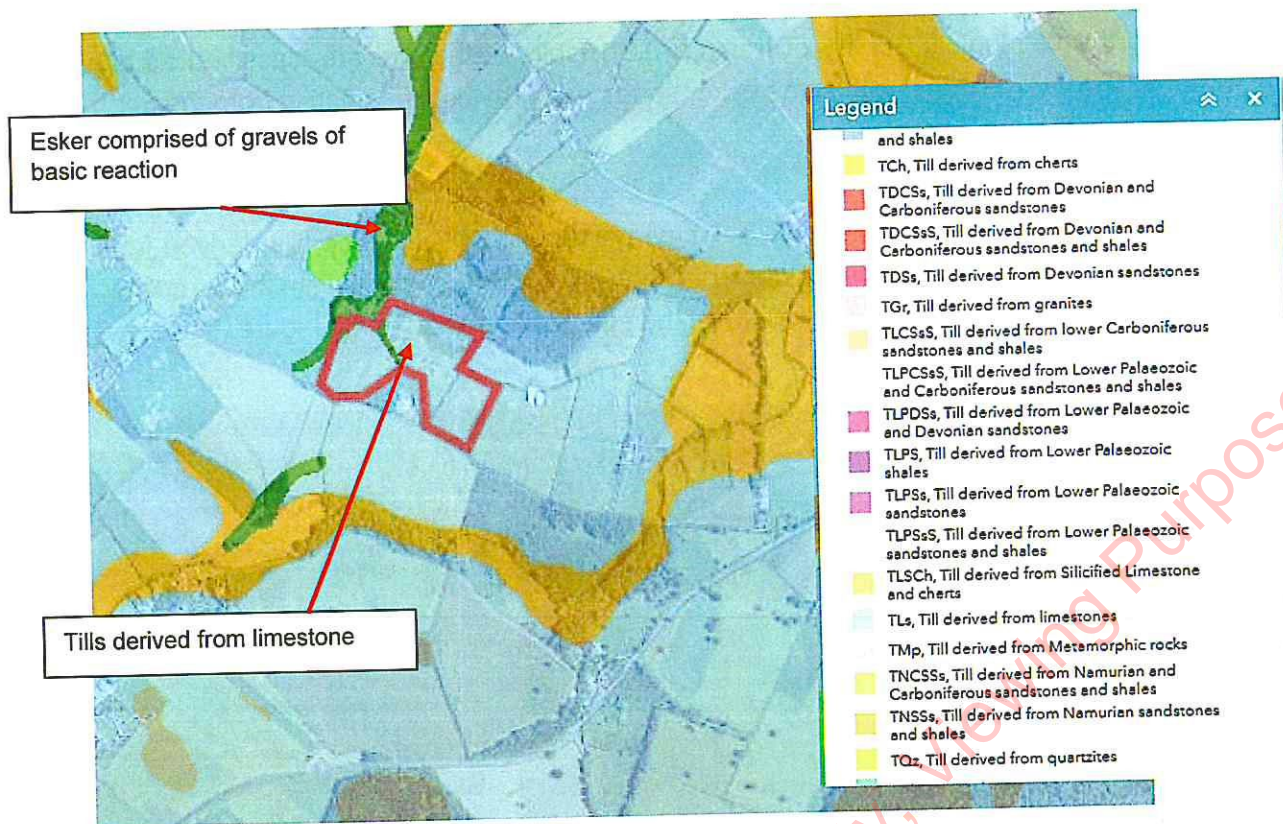 Esker comprised of gravels of
basic reaction
Tills derived from limestone
Legend
and shales
TCh, Till derived from cherts
TDCSs, Till derived from Devonian and
Carboniferous sandstones
TDCSsS, Till derived from Devonian and
Carboniferous sandstones and shales
TDSs, Till derived from Devonian sandstones
TGr, Till derived from granites
TLCSsS, Till derived from lower Carboniferous
sandstones and shales
TLPCSsS, Till derived from Lower Palaeozoic
and Carboniferous sandstones and shales
TLPDSs, Till derived from Lower Palaeozoic
and Devonian sandstones
TLPS, Till derived from Lower Palaeozoic
shales
TLPSs, Till derived from Lower Palaeozoic
sandstones
TLPSsS, Till derived from Lower Palaeozoic
sandstones and shales
TLSCh, Till derived from Silicified Limestone
and cherts
TLs, Till derived from limestones
TMp, Till derived from Metamorphic rocks
TNCSSs, Till derived from Namurian and
Carboniferous sandstones and shales
TNSSs, Till derived from Namurian sandstones
and shales
TQz, Till derived from quartzites
Viewing Purpos